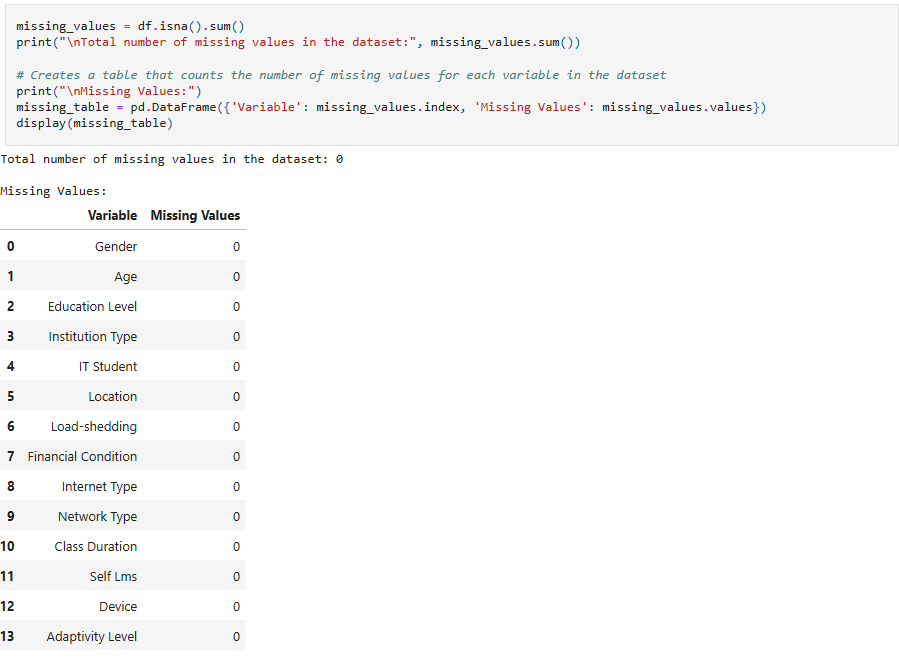 missing_values = df.isna().sum()
print("\nTotal number of missing values in the dataset:", missing_values.sum())
# Creates a table that counts the number of missing values for each variable in the dataset
print("\nMissing Values:")
missing_table = pd.DataFrame({'Variable': missing_values.index, 'Missing Values': missing_values.values})
display(missing_table)
Total number of missing values in the dataset: 0
Missing Values:
Variable Missing Values
0 Gender 0
1 Age 0
2 Education Level 0
3 Institution Type 0
4 IT Student 0
5 Location 0
6 Load-shedding 0
7 Financial Condition 0
8 Internet Type 0
9 Network Type 0
10 Class Duration 0
11 Self Lms 0
12 Device 0
13 Adaptivity Level 0